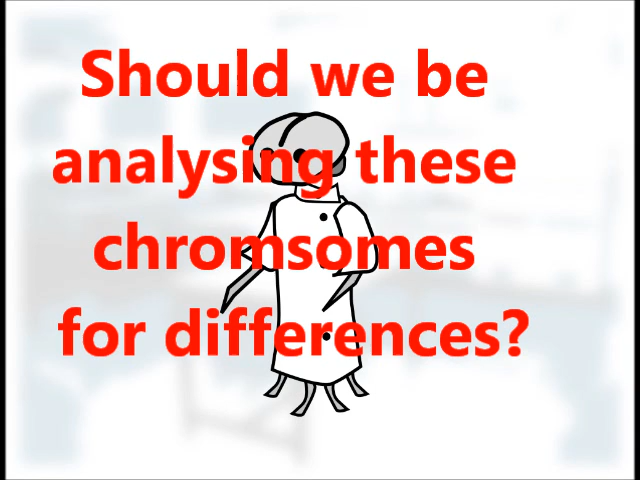 Should we be
analysing these
chromsomes
for differences?